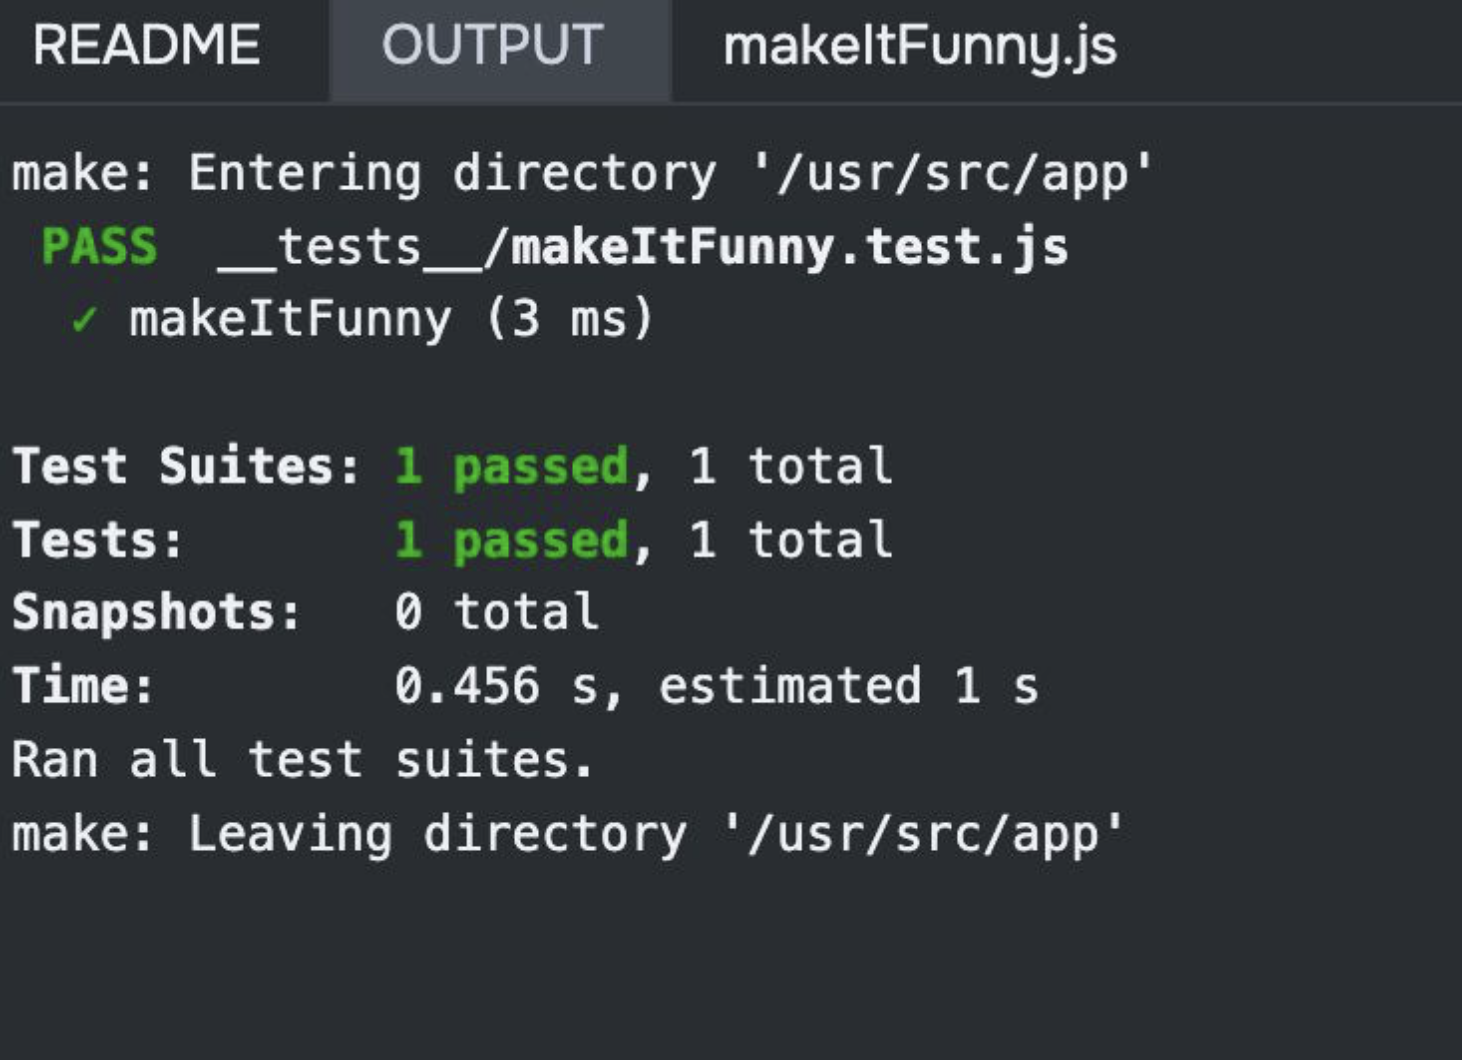 README OUTPUT makeItFunny.js
make: Entering directory '/usr/src/app'
PASS __tests__/makeItFunny.test.js
✓ makeItFunny (3 ms)
Test Suites: 1 passed, 1 total
Tests: 1 passed, 1 total
Snapshots: 0 total
Time: 0.456 s, estimated 1 s
Ran all test suites.
make: Leaving directory '/usr/src/app'